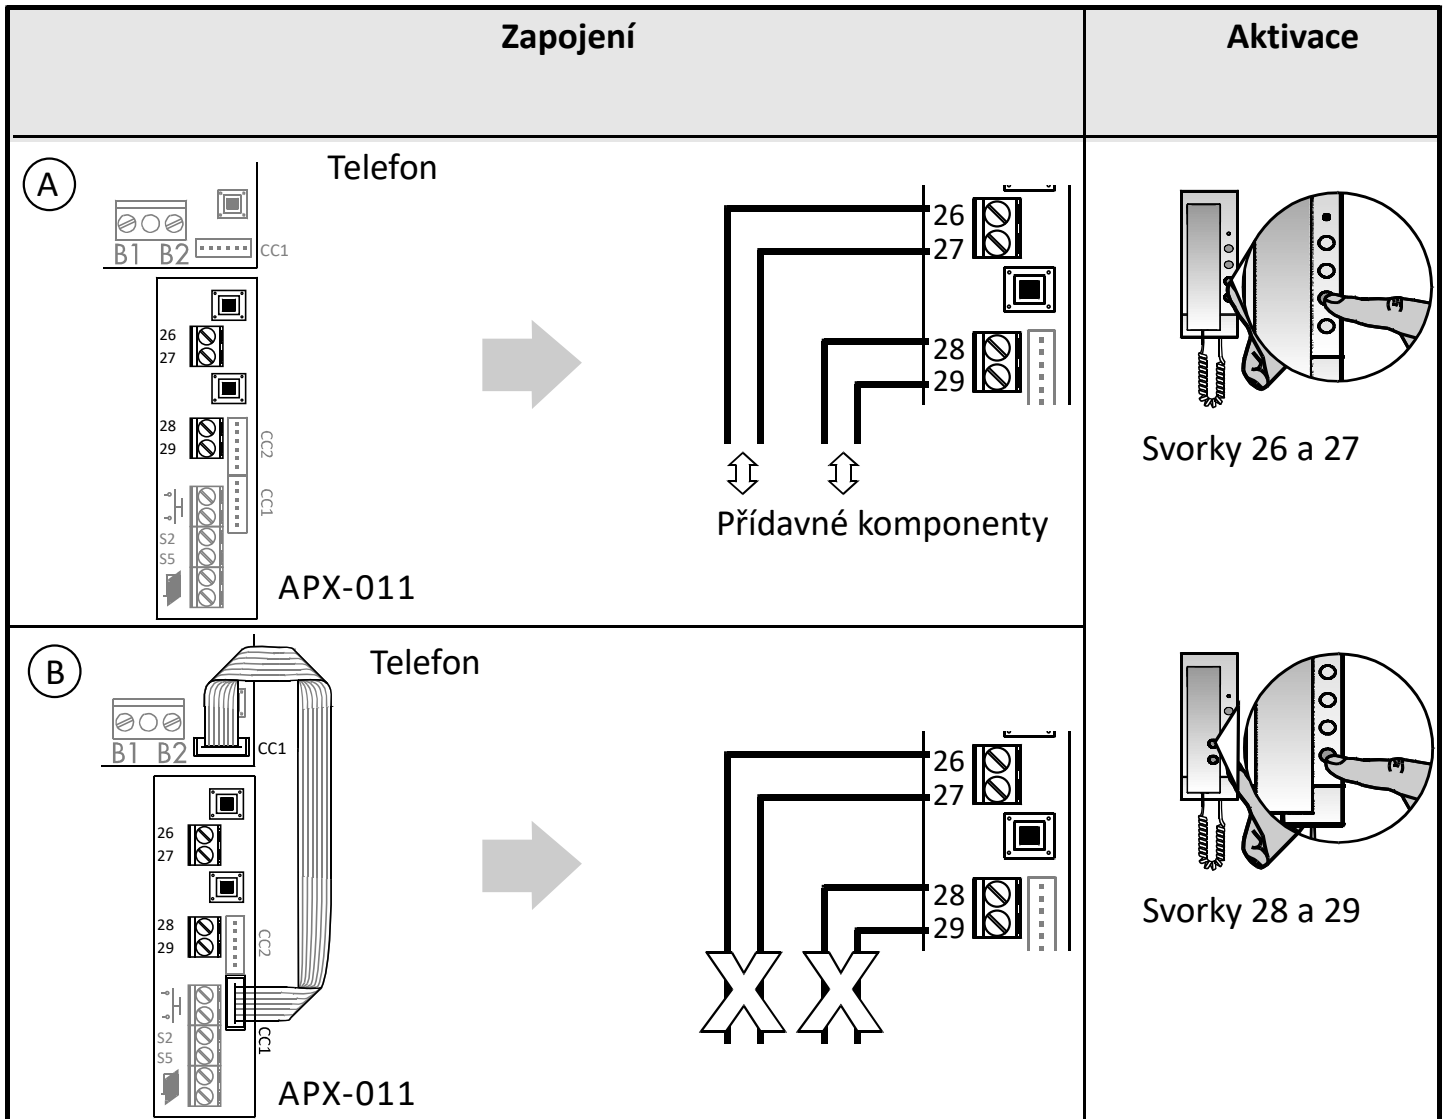 Zapojení
Aktivace
A
Telefon
B1 B2
CC1
26
27
28
29
CC2
CC1
S2
S5
APX-011
26
27
28
29
Přídavné komponenty
Svorky 26 a 27
B
Telefon
B1 B2
CC1
26
27
28
29
CC2
CC1
S2
S5
APX-011
26
27
28
29
Svorky 28 a 29